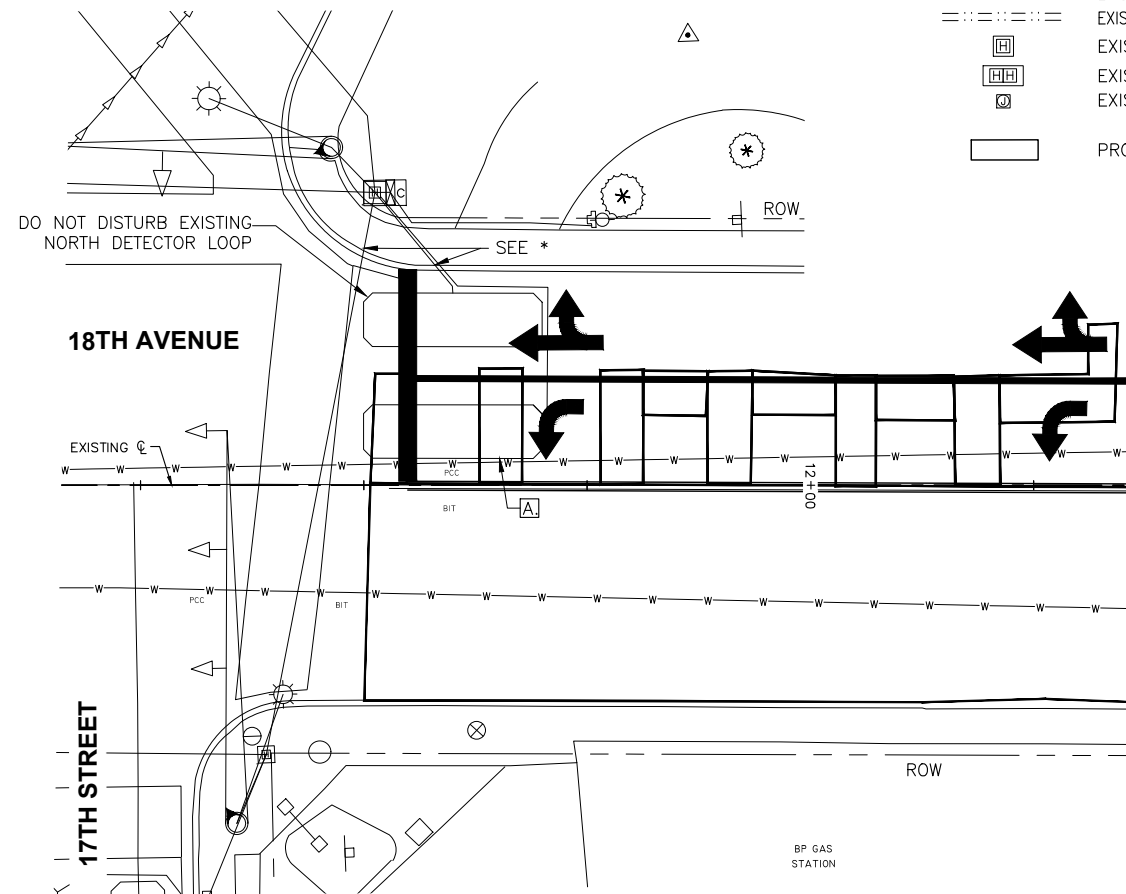 EXIS
H
EXIS
HH
EXIS
J
PRO
C
DO NOT DISTURB EXISTING
NORTH DETECTOR LOOP
ROW
SEE *
18TH AVENUE
EXISTING ℄
W W W W W W W W W W W W W W W W W W W W
PCC
12+00
BIT
A.
W W W W W W W W W W W W W W W W W W W
PCC
BIT
17TH STREET
H
ROW
BP GAS
STATION